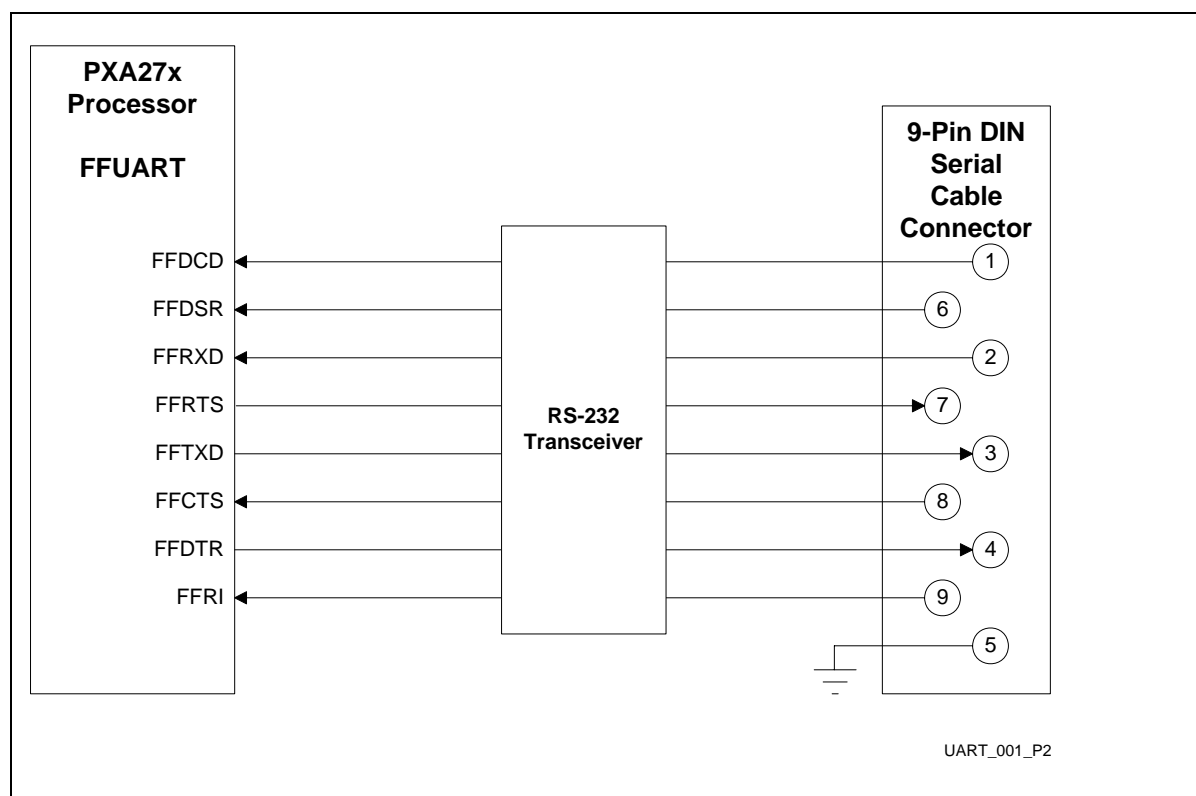 PXA27x
Processor
FFUART
9-Pin DIN
Serial
Cable
Connector
FFDCD
1
FFDSR
6
FFRXD
2
FFRTS
7
RS-232
Transceiver
FFTXD
3
FFCTS
8
FFDTR
4
FFRI
9
5
UART_001_P2